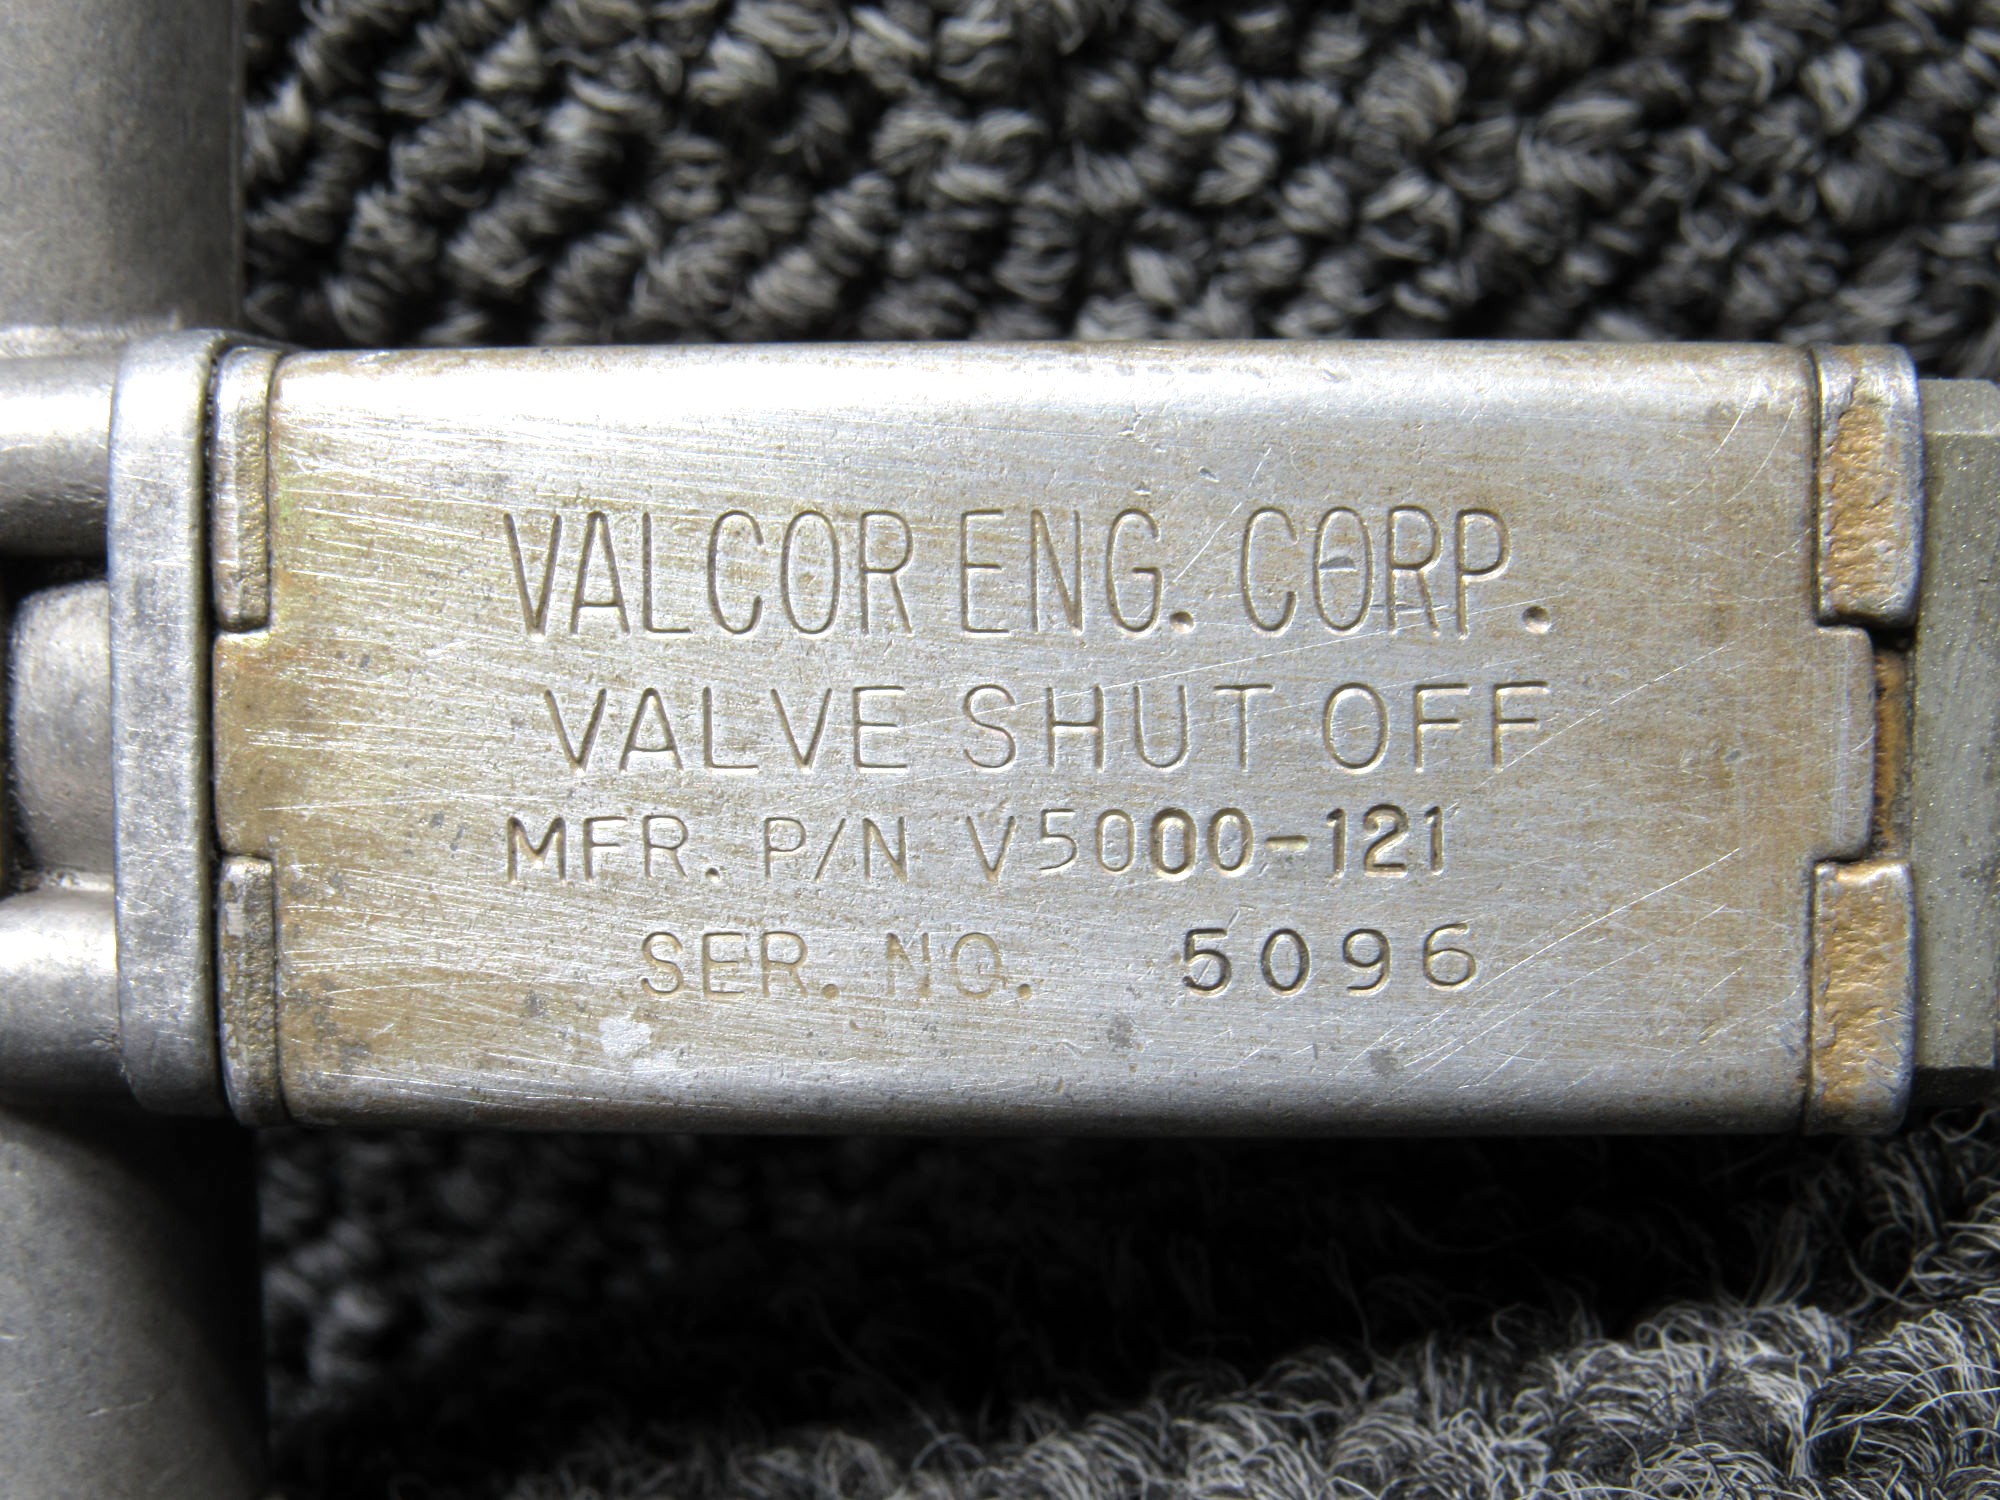 VALCOR ENG. CORP.
VALVE SHUT OFF
MFR. P/N V5000-121
SER. NO. 5096